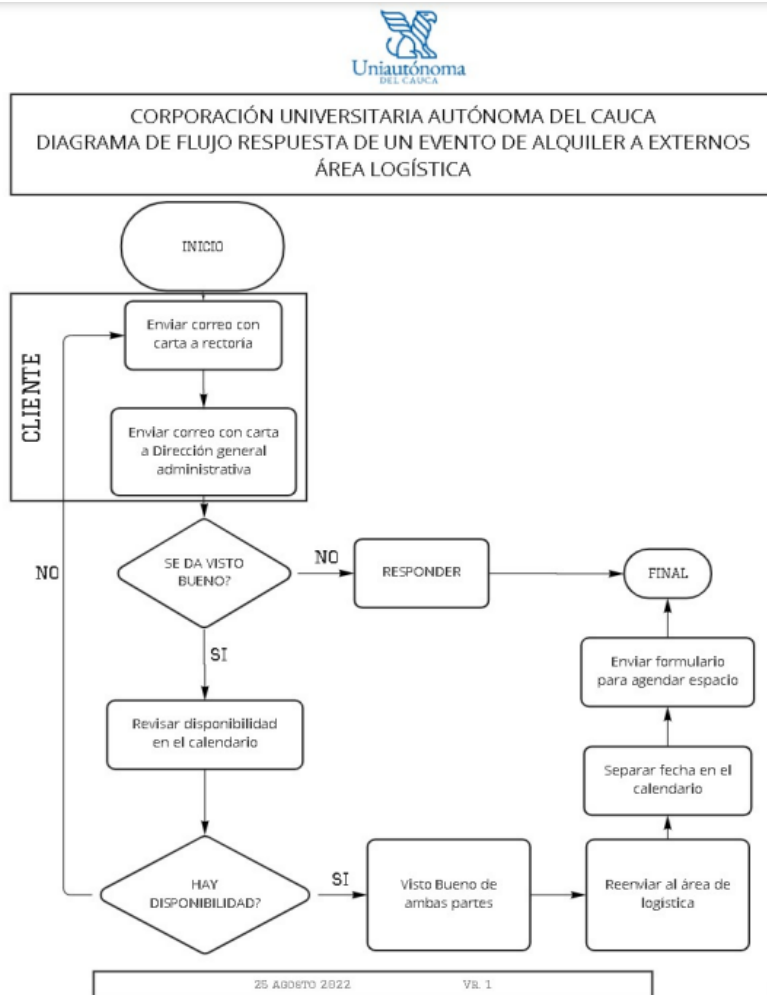 Uniautónoma
DEL CAUCA
CORPORACIÓN UNIVERSITARIA AUTÓNOMA DEL CAUCA
DIAGRAMA DE FLUJO RESPUESTA DE UN EVENTO DE ALQUILER A EXTERNOS
ÁREA LOGÍSTICA
INICIO
CLIENTE
Enviar correo con
carta a rectoría
Enviar correo con carta
a Dirección general
administrativa
SE DA VISTO
BUENO?
NO
RESPONDER
FINAL
NO
SI
Enviar formulario
para agendar espacio
Revisar disponibilidad
en el calendario
Separar fecha en el
calendario
HAY
DISPONIBILIDAD?
SI
Visto Bueno de
ambas partes
Reenviar al área de
logística
25 AGOSTO 2022 VR. 1